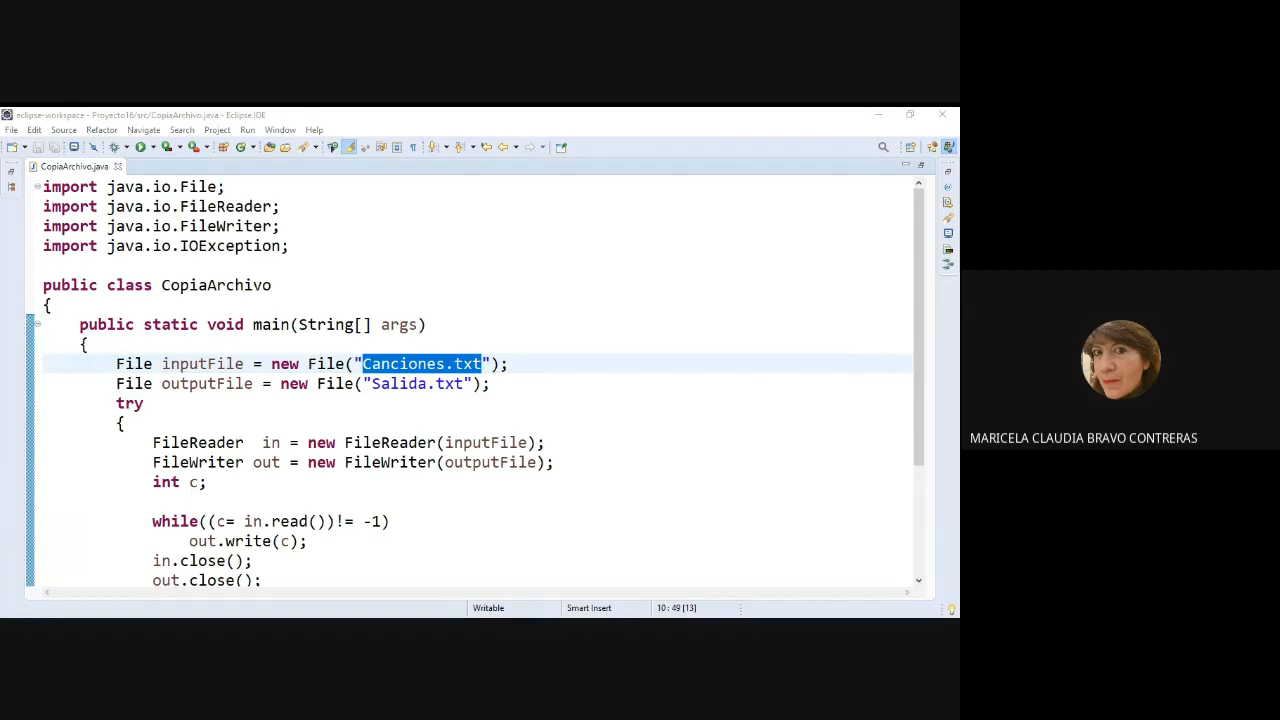 eclipse-workspace - Proyecto16/src/CopiaArchivo.java - Eclipse IDE
File Edit Source Refactor Navigate Search Project Run Window Help
CopiaArchivo.java
import java.io.File;
import java.io.FileReader;
import java.io.FileWriter;
import java.io.IOException;
public class CopiaArchivo
{
public static void main(String[] args)
{
File inputFile = new File("Canciones.txt");
File outputFile = new File("Salida.txt");
try
{
FileReader in = new FileReader(inputFile);
FileWriter out = new FileWriter(outputFile);
int c;
while((c= in.read())!= -1)
out.write(c);
in.close();
out.close();
Writable Smart Insert 10 : 49 [13]
MARICELA CLAUDIA BRAVO CONTRERAS